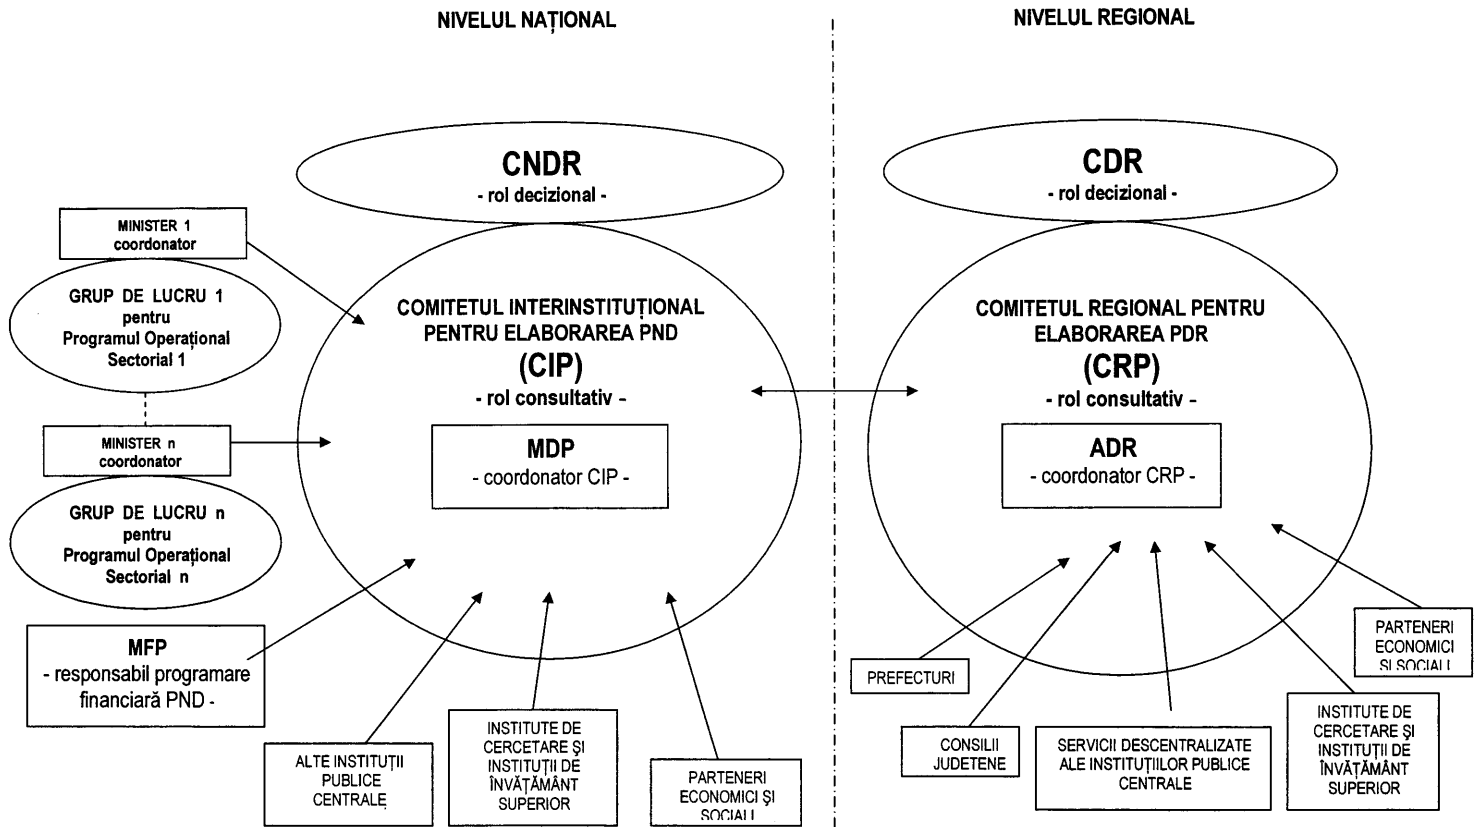 NIVELUL NAȚIONAL
NIVELUL REGIONAL
CNDR
- rol decizional -
CDR
- rol decizional -
MINISTER 1
coordonator
GRUP DE LUCRU 1
pentru
Programul Operațional
Sectorial 1
MINISTER n
coordonator
GRUP DE LUCRU n
pentru
Programul Operațional
Sectorial n
MFP
- responsabil programare
financiară PND -
COMITETUL INTERINSTITUȚIONAL
PENTRU ELABORAREA PND
(CIP)
- rol consultativ -
MDP
- coordonator CIP -
COMITETUL REGIONAL PENTRU
ELABORAREA PDR
(CRP)
- rol consultativ -
ADR
- coordonator CRP -
ALTE INSTITUȚII
PUBLICE
CENTRALE
INSTITUTE DE
CERCETARE ŞI
INSTITUȚII DE
ÎNVĂȚĂMÂNT
SUPERIOR
PARTENERI
ECONOMICI ŞI
SOCIALI
PREFECTURI
CONSILII
JUDETENE
SERVICII DESCENTRALIZATE
ALE INSTITUȚIILOR PUBLICE
CENTRALE
INSTITUTE DE
CERCETARE ŞI
INSTITUȚII DE
ÎNVĂȚĂMÂNT
SUPERIOR
PARTENERI
ECONOMICI
ȘI SOCIALI